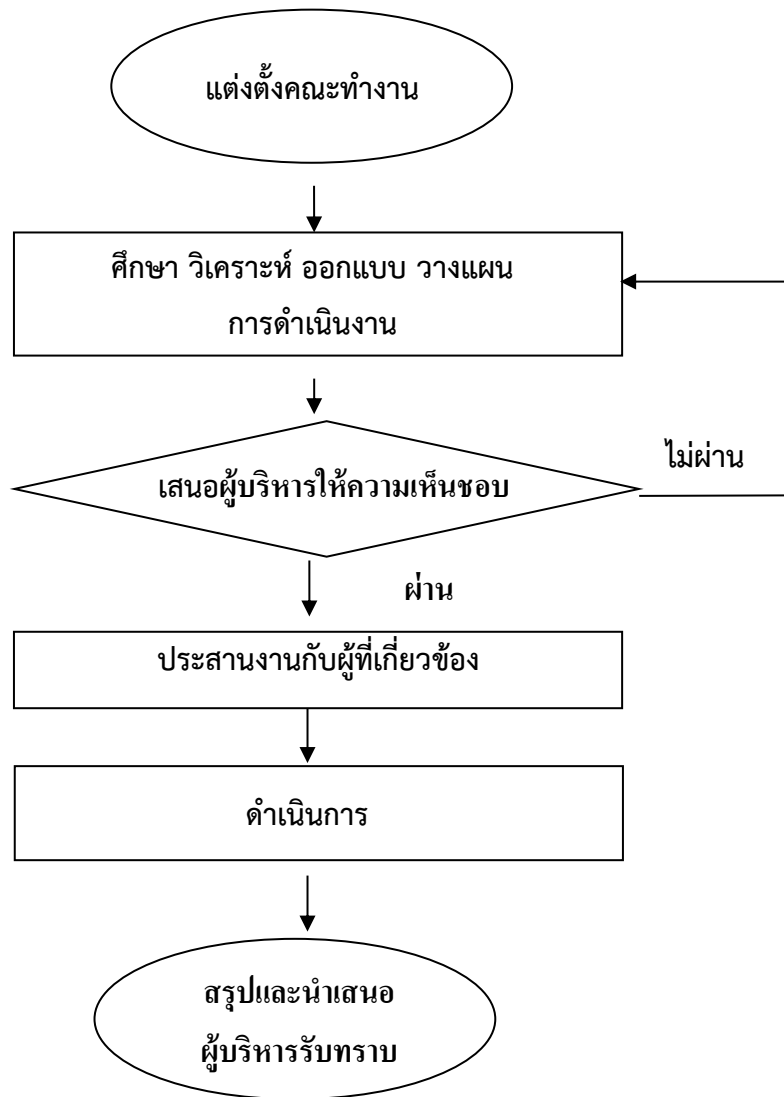 แต่งตั้งคณะทำงาน
ศึกษา วิเคราะห์ ออกแบบ วางแผน
การดำเนินงาน
เสนอผู้บริหารให้ความเห็นชอบ
ไม่ผ่าน
ผ่าน
ประสานงานกับผู้ที่เกี่ยวข้อง
ดำเนินการ
สรุปและนำเสนอ
ผู้บริหารรับทราบ